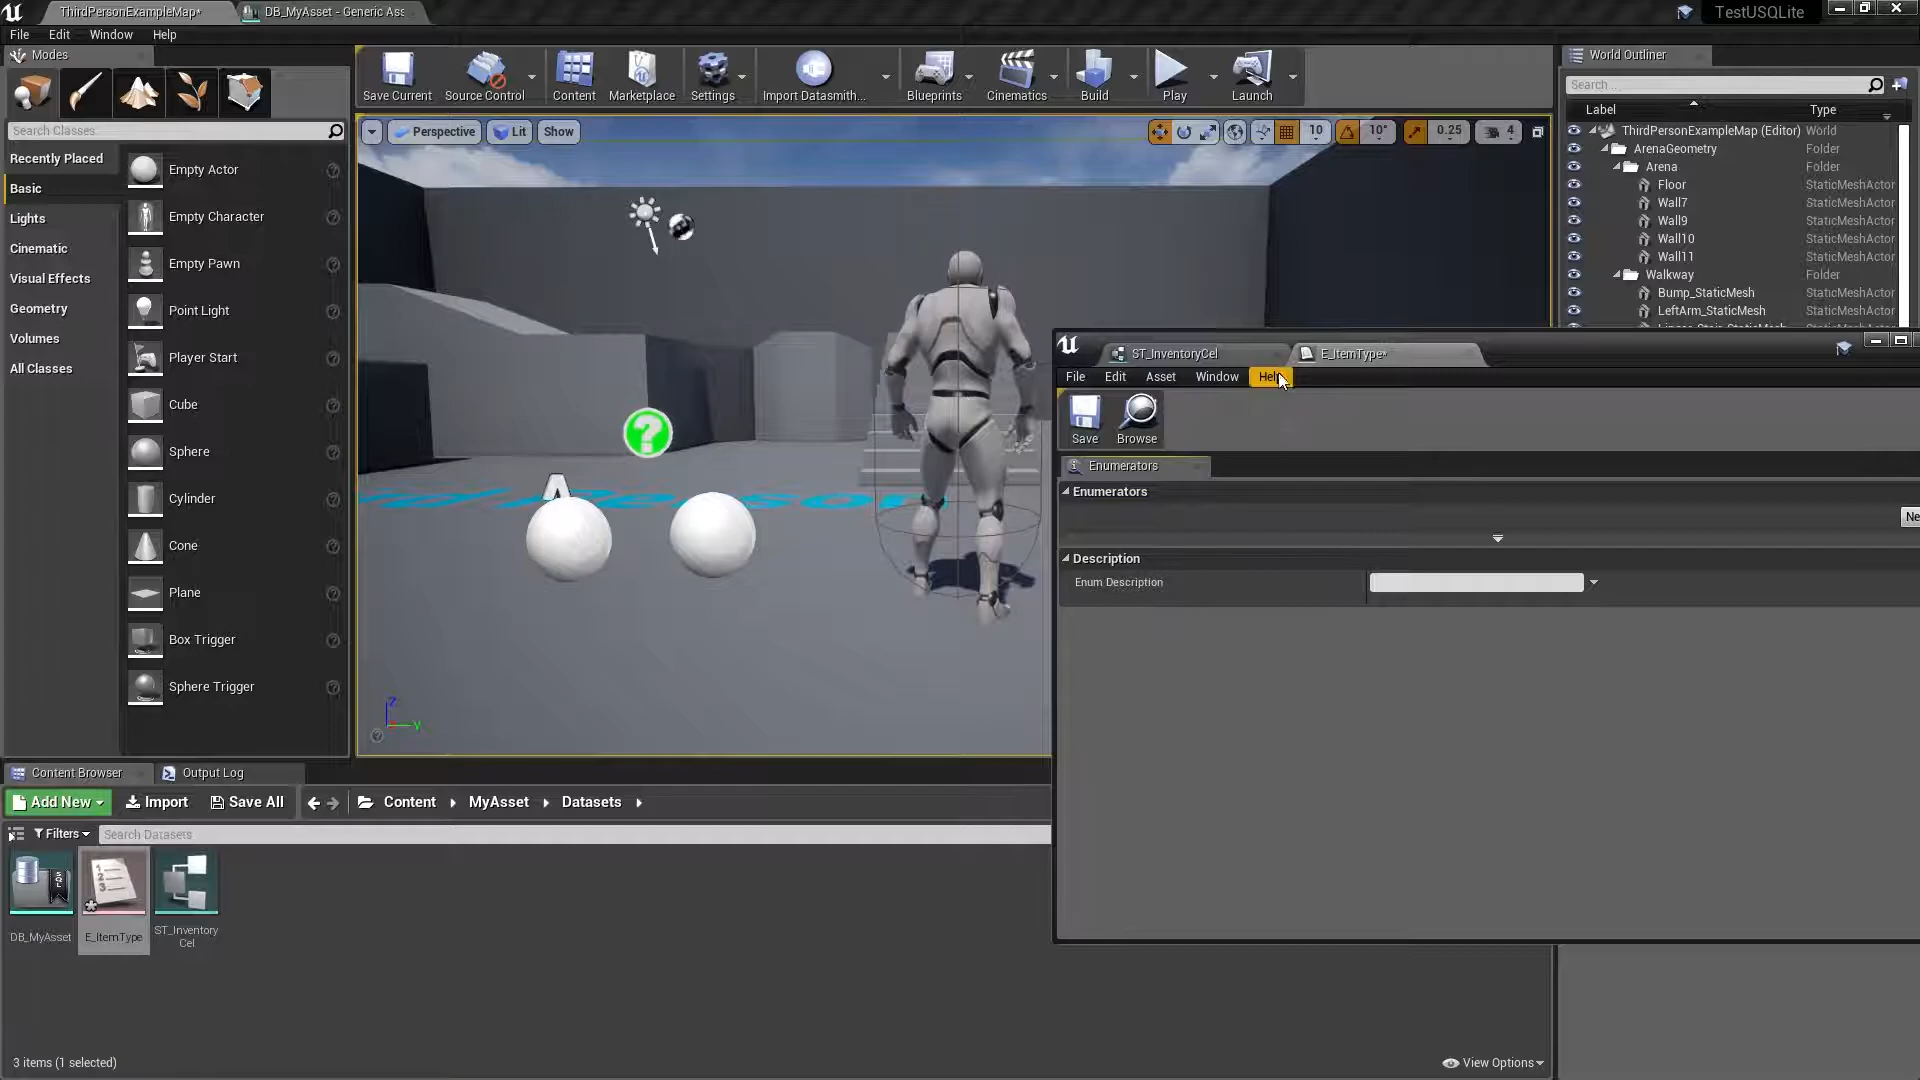 ThirdPersonExampleMap*
DB_MyAsset - Generic Ass
TestUSQLite
File Edit Window Help
Modes
Search Classes
Recently Placed
Basic
Lights
Cinematic
Visual Effects
Geometry
Volumes
All Classes
Empty Actor
Empty Character
Empty Pawn
Point Light
Player Start
Cube
Sphere
Cylinder
Cone
Plane
Box Trigger
Sphere Trigger
Save Current
Source Control
Content
Marketplace
Settings
Import Datasmith...
Blueprints
Cinematics
Build
Play
Launch
Perspective
Lit
Show
10
10°
0.25
4
Z
Y
World Outliner
Search...
Label Type
ThirdPersonExampleMap (Editor) World
ArenaGeometry Folder
Arena Folder
Floor StaticMeshActor
Wall7 StaticMeshActor
Wall9 StaticMeshActor
Wall10 StaticMeshActor
Wall11 StaticMeshActor
Walkway Folder
Bump_StaticMesh StaticMeshActor
LeftArm_StaticMesh StaticMeshActor
ST_InventoryCel
E_ItemType*
File Edit Asset Window Help
Save
Browse
Enumerators
Enumerators
Ne
Description
Enum Description
Content Browser
Output Log
Add New
Import
Save All
Content
MyAsset
Datasets
Filters
Search Datasets
DB_MyAsset
E_ItemType
ST_Inventory
Cel
3 items (1 selected)
View Options